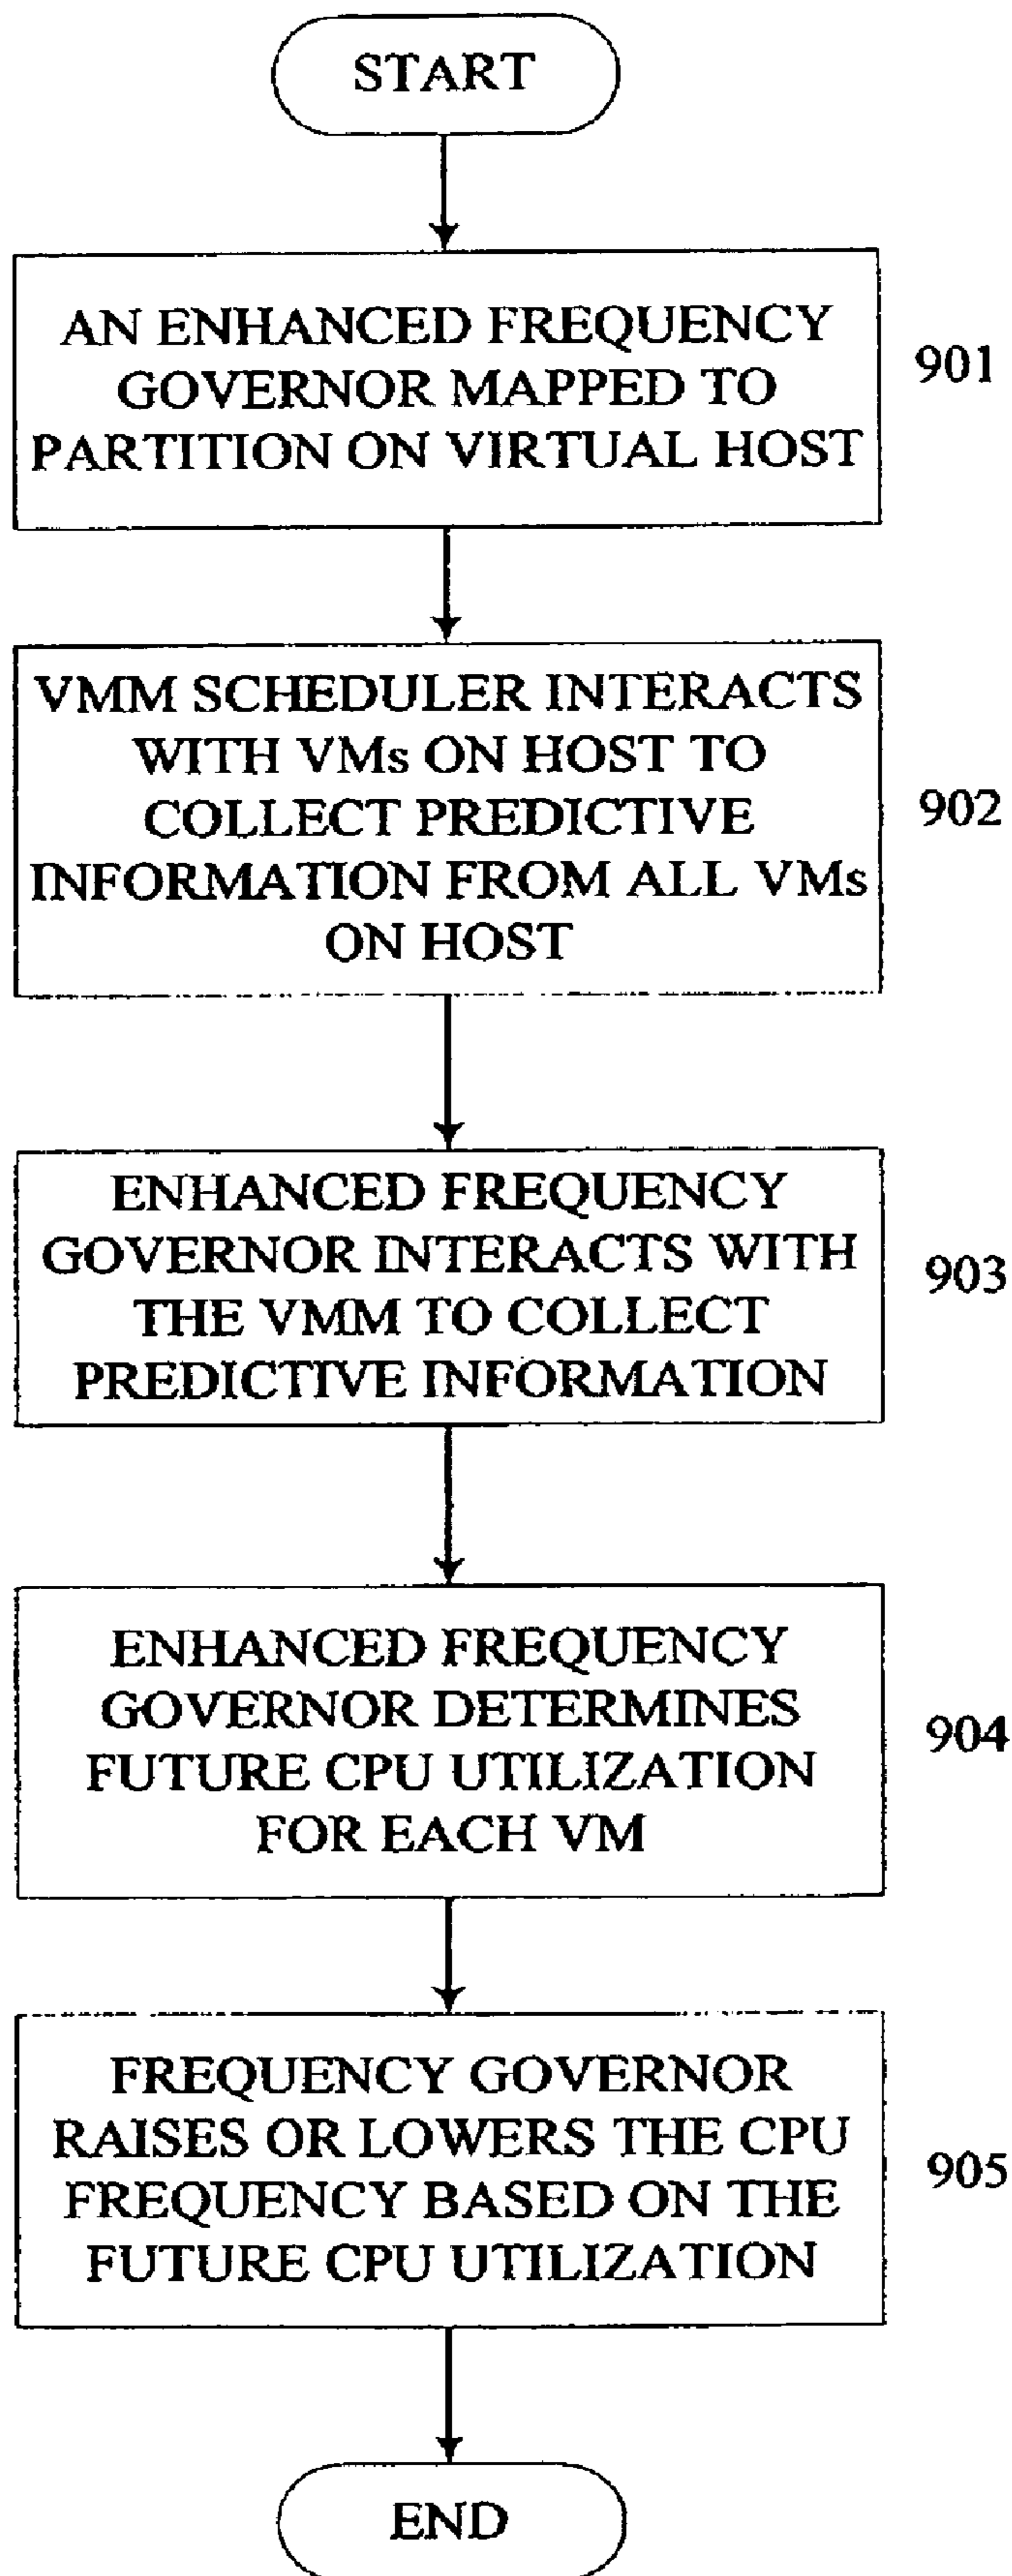 START
AN ENHANCED FREQUENCY
GOVERNOR MAPPED TO
PARTITION ON VIRTUAL HOST
901
VMM SCHEDULER INTERACTS
WITH VMs ON HOST TO
COLLECT PREDICTIVE
INFORMATION FROM ALL VMs
ON HOST
902
ENHANCED FREQUENCY
GOVERNOR INTERACTS WITH
THE VMM TO COLLECT
PREDICTIVE INFORMATION
903
ENHANCED FREQUENCY
GOVERNOR DETERMINES
FUTURE CPU UTILIZATION
FOR EACH VM
904
FREQUENCY GOVERNOR
RAISES OR LOWERS THE CPU
FREQUENCY BASED ON THE
FUTURE CPU UTILIZATION
905
END